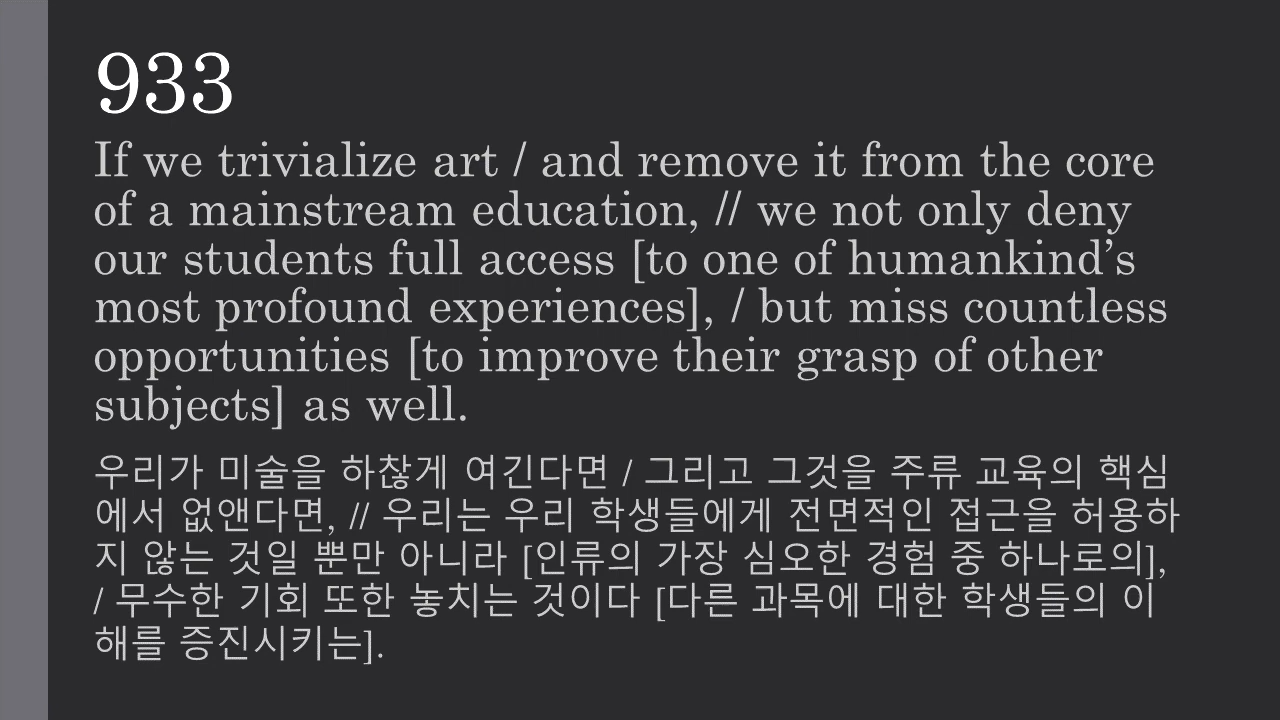 933
If we trivialize art / and remove it from the core
of a mainstream education, // we not only deny
our students full access [to one of humankind’s
most profound experiences], / but miss countless
opportunities [to improve their grasp of other
subjects] as well.
우리가 미술을 하찮게 여긴다면 / 그리고 그것을 주류 교육의 핵심
에서 없앤다면, // 우리는 우리 학생들에게 전면적인 접근을 허용하
지 않는 것일 뿐만 아니라 [인류의 가장 심오한 경험 중 하나로의],
/ 무수한 기회 또한 놓치는 것이다 [다른 과목에 대한 학생들의 이
해를 증진시키는].